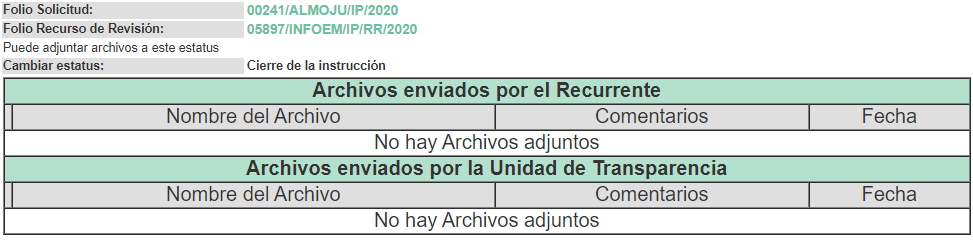 Folio Solicitud: 00241/ALMOJU/IP/2020
Folio Recurso de Revisión: 05897/INFOEM/IP/RR/2020
Puede adjuntar archivos a este estatus
Cambiar estatus: Cierre de la instrucción
Archivos enviados por el Recurrente
Nombre del Archivo Comentarios Fecha
No hay Archivos adjuntos
Archivos enviados por la Unidad de Transparencia
Nombre del Archivo Comentarios Fecha
No hay Archivos adjuntos